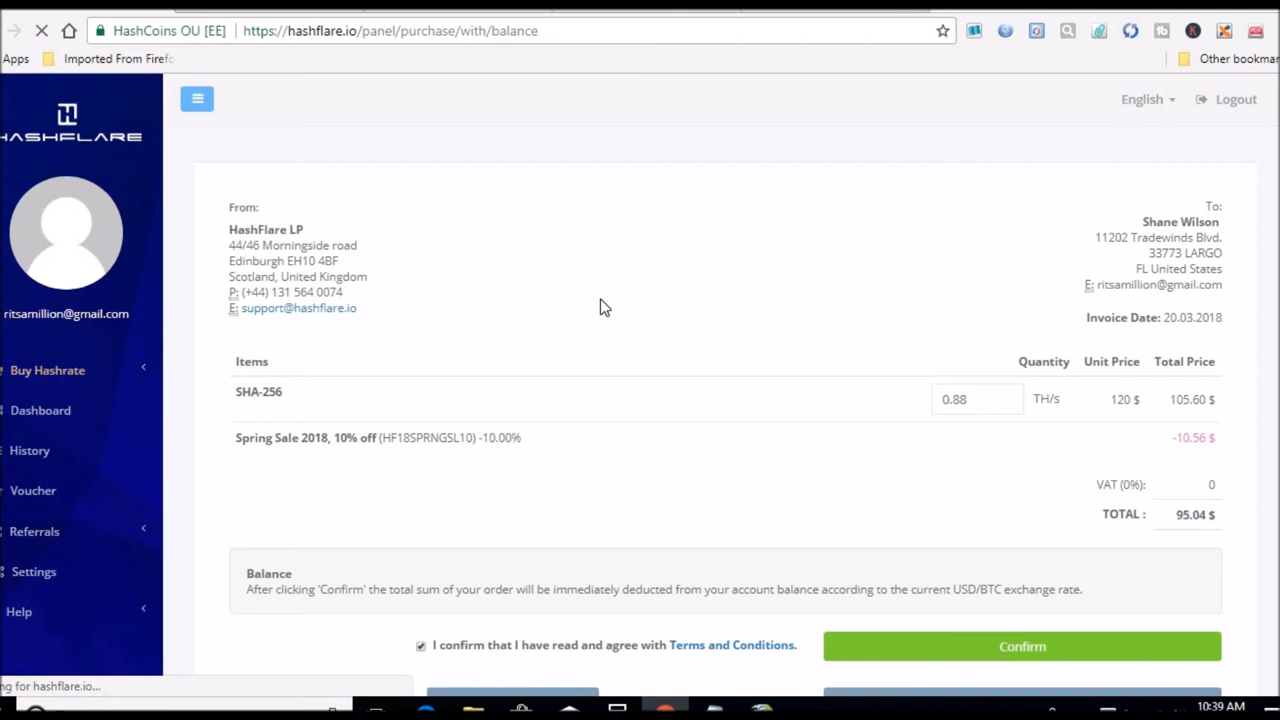 HashCoins OU [EE]
https://hashflare.io/panel/purchase/with/balance
Apps
Imported From Firefo
Other bookmar
HASHFLARE
ritsamillion@gmail.com
Buy Hashrate
Dashboard
History
Voucher
Referrals
Settings
Help
English
Logout
From:
HashFlare LP
44/46 Morningside road
Edinburgh EH10 4BF
Scotland, United Kingdom
P: (+44) 131 564 0074
E: support@hashflare.io
To:
Shane Wilson
11202 Tradewinds Blvd.
33773 LARGO
FL United States
E: ritsamillion@gmail.com
Invoice Date: 20.03.2018
Items Quantity Unit Price Total Price
SHA-256 0.88 TH/s 120 $ 105.60 $
Spring Sale 2018, 10% off (HF18SPRNGSL10) -10.00% -10.56 $
VAT (0%): 0
TOTAL : 95.04 $
Balance
After clicking 'Confirm' the total sum of your order will be immediately deducted from your account balance according to the current USD/BTC exchange rate.
I confirm that I have read and agree with Terms and Conditions.
Confirm
ng for hashflare.io...
10:39 AM